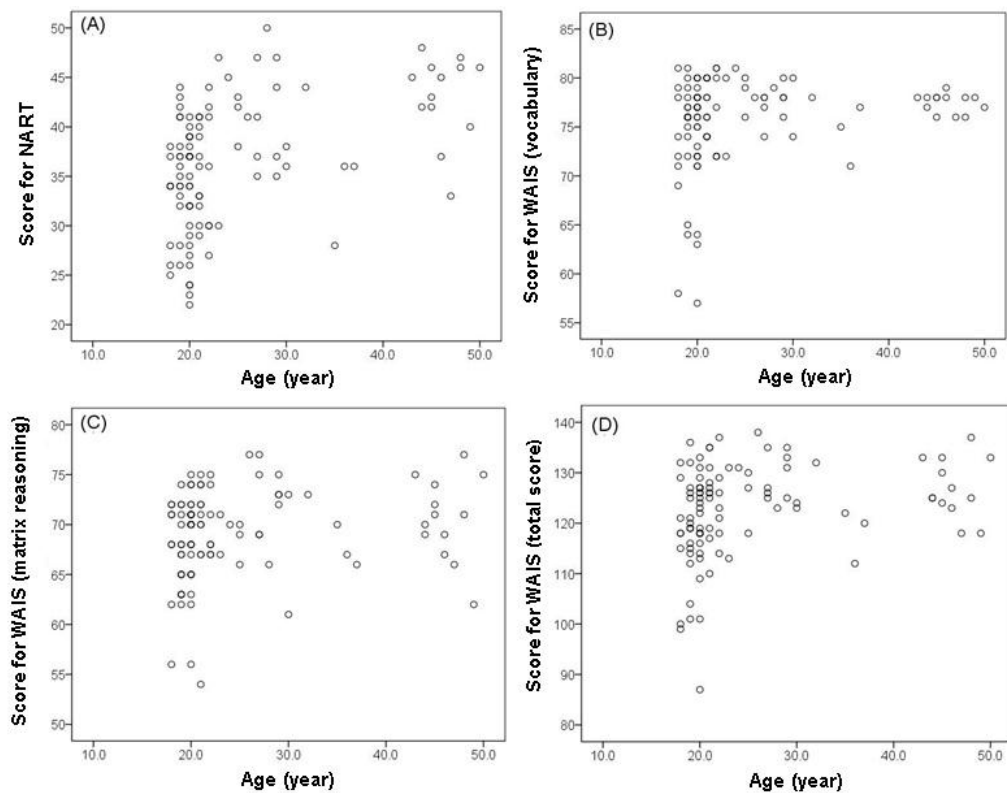 (A)
Score for NART
50
45
40
35
30
25
20
10.0 20.0 30.0 40.0 50.0
Age (year)
(B)
Score for WAIS (vocabulary)
85
80
75
70
65
60
55
10.0 20.0 30.0 40.0 50.0
Age (year)
(C)
Score for WAIS (matrix reasoning)
80
75
70
65
60
55
50
10.0 20.0 30.0 40.0 50.0
Age (year)
(D)
Score for WAIS (total score)
140
130
120
110
100
90
80
10.0 20.0 30.0 40.0 50.0
Age (year)